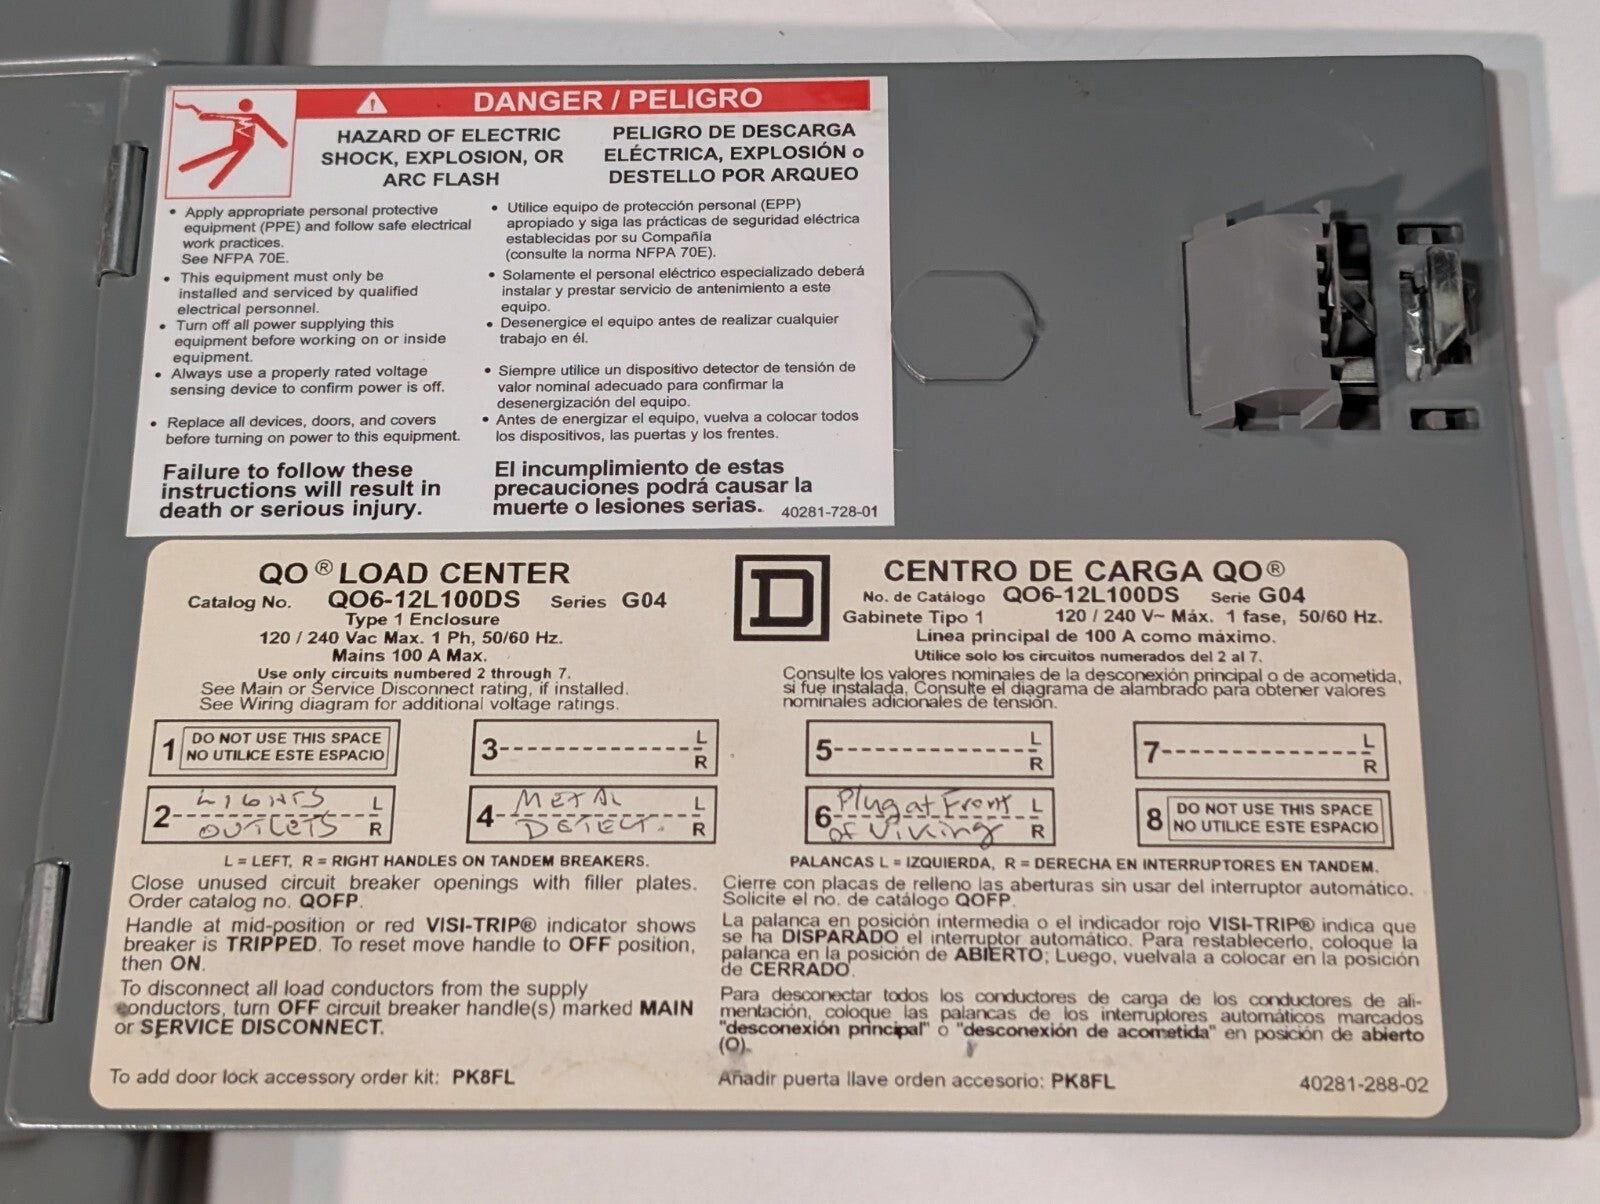 DANGER / PELIGRO
HAZARD OF ELECTRIC
SHOCK, EXPLOSION, OR
ARC FLASH
• Apply appropriate personal protective
equipment (PPE) and follow safe electrical
work practices.
See NFPA 70E.
• This equipment must only be
installed and serviced by qualified
electrical personnel.
• Turn off all power supplying this
equipment before working on or inside
equipment.
• Always use a properly rated voltage
sensing device to confirm power is off.
• Replace all devices, doors, and covers
before turning on power to this equipment.
Failure to follow these
instructions will result in
death or serious injury.
PELIGRO DE DESCARGA
ELÉCTRICA, EXPLOSIÓN o
DESTELLO POR ARQUEO
• Utilice equipo de protección personal (EPP)
apropiado y siga las prácticas de seguridad eléctrica
establecidas por su Compañía
(consulte la norma NFPA 70E).
• Solamente el personal eléctrico especializado deberá
instalar y prestar servicio de antenimiento a este
equipo.
• Desenergice el equipo antes de realizar cualquier
trabajo en él.
• Siempre utilice un dispositivo detector de tensión de
valor nominal adecuado para confirmar la
desenergización del equipo.
• Antes de energizar el equipo, vuelva a colocar todos
los dispositivos, las puertas y los frentes.
El incumplimiento de estas
precauciones podrá causar la
muerte o lesiones serias.
40281-728-01
QO® LOAD CENTER
Catalog No. QO6-12L100DS Series G04
Type 1 Enclosure
120 / 240 Vac Max. 1 Ph, 50/60 Hz.
Mains 100 A Max.
Use only circuits numbered 2 through 7.
See Main or Service Disconnect rating, if installed.
See Wiring diagram for additional voltage ratings.
D
CENTRO DE CARGA QO®
No. de Catálogo QO6-12L100DS Serie G04
Gabinete Tipo 1 120 / 240 V~ Máx. 1 fase, 50/60 Hz.
Línea principal de 100 A como máximo.
Utilice solo los circuitos numerados del 2 al 7.
Consulte los valores nominales de la desconexión principal o de acometida,
si fue instalada, Consulte el diagrama de alambrado para obtener valores
nominales adicionales de tensión.
1 DO NOT USE THIS SPACE
NO UTILICE ESTE ESPACIO
3 L
R
5 L
R
7 L
R
2 LIGHTS L
OUTLETS R
4 METAL L
DETECT. R
6 Plug at Front L
of Viking R
8 DO NOT USE THIS SPACE
NO UTILICE ESTE ESPACIO
L = LEFT, R = RIGHT HANDLES ON TANDEM BREAKERS.
Close unused circuit breaker openings with filler plates.
Order catalog no. QOFP.
Handle at mid-position or red VISI-TRIP® indicator shows
breaker is TRIPPED. To reset move handle to OFF position,
then ON.
To disconnect all load conductors from the supply
conductors, turn OFF circuit breaker handle(s) marked MAIN
or SERVICE DISCONNECT.
To add door lock accessory order kit: PK8FL
PALANCAS L = IZQUIERDA, R = DERECHA EN INTERRUPTORES EN TANDEM.
Cierre con placas de relleno las aberturas sin usar del interruptor automático.
Solicite el no. de catálogo QOFP.
La palanca en posición intermedia o el indicador rojo VISI-TRIP® indica que
se ha DISPARADO el interruptor automático. Para restablecerlo, coloque la
palanca en la posición de ABIERTO; Luego, vuelvala a colocar en la posición
de CERRADO.
Para desconectar todos los conductores de carga de los conductores de ali-
mentación, coloque las palancas de los interruplores automáticos marcados
"desconexión principal" o "desconexión de acometida" en posición de abierto
(O).
Añadir puerta llave orden accesorio: PK8FL
40281-288-02